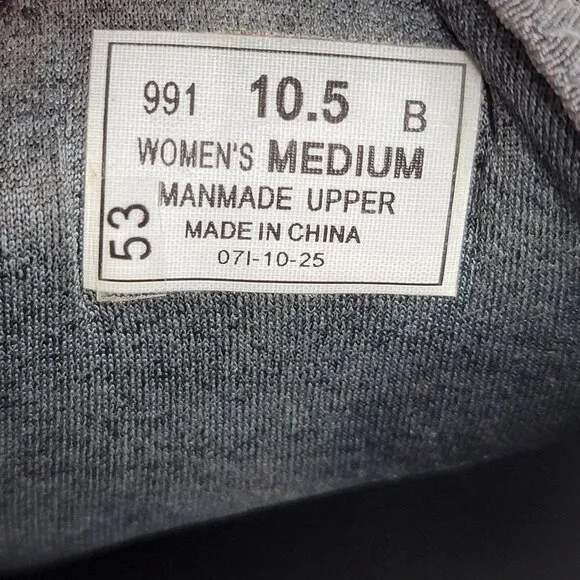 991 10.5 B
WOMEN'S MEDIUM
MANMADE UPPER
MADE IN CHINA
07I-10-25
53